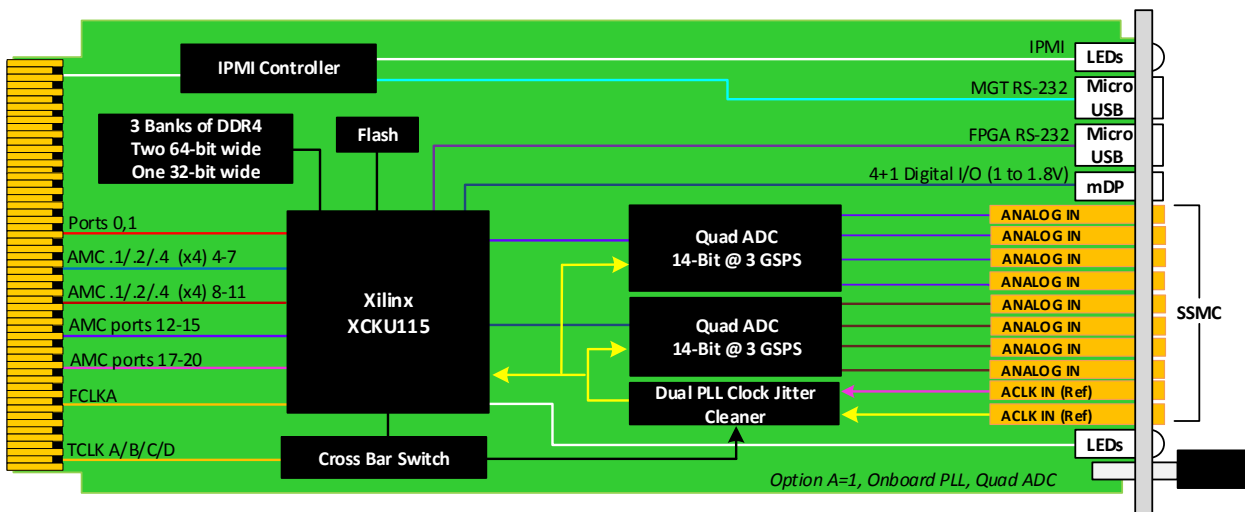 IPMI
LEDs
IPMI Controller
MGT RS-232
Micro
USB
3 Banks of DDR4
Two 64-bit wide
One 32-bit wide
Flash
FPGA RS-232
Micro
USB
4+1 Digital I/O (1 to 1.8V)
mDP
Ports 0,1
AMC .1/.2/.4 (x4) 4-7
AMC .1/.2/.4 (x4) 8-11
AMC ports 12-15
AMC ports 17-20
FCLKA
TCLK A/B/C/D
Xilinx
XCKU115
Cross Bar Switch
Quad ADC
14-Bit @ 3 GSPS
Quad ADC
14-Bit @ 3 GSPS
Dual PLL Clock Jitter
Cleaner
ANALOG IN
ANALOG IN
ANALOG IN
ANALOG IN
ANALOG IN
ANALOG IN
ANALOG IN
ANALOG IN
ACLK IN (Ref)
ACLK IN (Ref)
SSMC
LEDs
Option A=1, Onboard PLL, Quad ADC